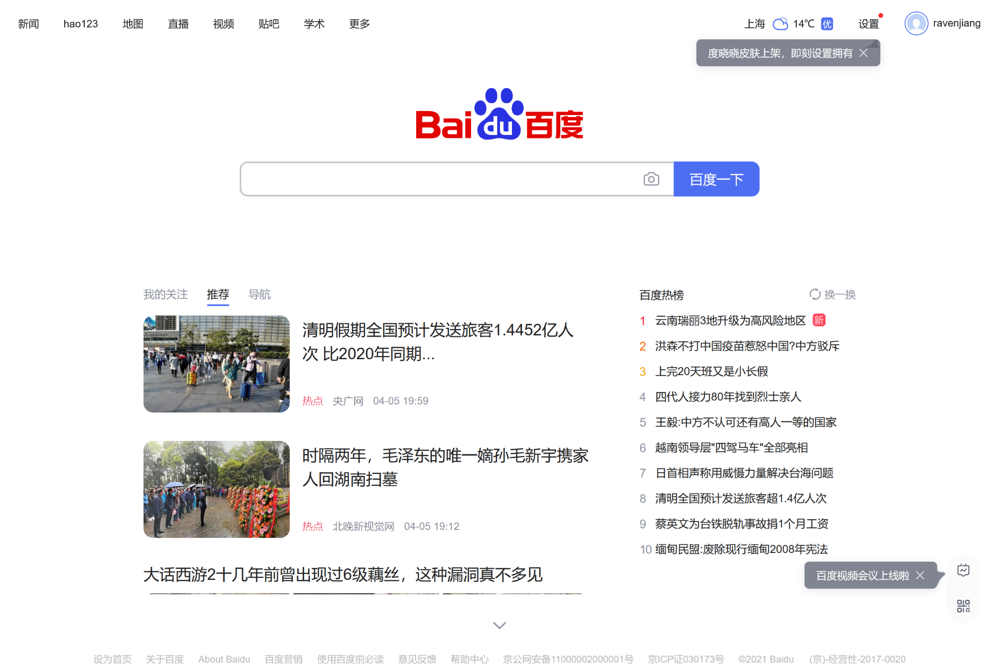 新闻 hao123 地图 直播 视频 贴吧 学术 更多 上海 14℃ 优 设置 ravenjiang
度晓晓皮肤上架，即刻设置拥有
Bai du 百度
百度一下
我的关注 推荐 导航
清明假期全国预计发送旅客1.4452亿人
次 比2020年同期...
热点 央广网 04-05 19:59
时隔两年，毛泽东的唯一嫡孙毛新宇携家
人回湖南扫墓
热点 北晚新视觉网 04-05 19:12
大话西游2十几年前曾出现过6级藕丝，这种漏洞真不多见
百度热榜 换一换
1 云南瑞丽3地升级为高风险地区 新
2 洪森不打中国疫苗惹怒中国?中方驳斥
3 上完20天班又是小长假
4 四代人接力80年找到烈士亲人
5 王毅:中方不认可还有高人一等的国家
6 越南领导层"四驾马车"全部亮相
7 日首相声称用威慑力量解决台海问题
8 清明全国预计发送旅客超1.4亿人次
9 蔡英文为台铁脱轨事故捐1个月工资
10 缅甸民盟:废除现行缅甸2008年宪法
百度视频会议上线啦
设为首页 关于百度 About Baidu 百度营销 使用百度前必读 意见反馈 帮助中心 京公网安备11000002000001号 京ICP证030173号 ©2021 Baidu (京)-经营性-2017-0020